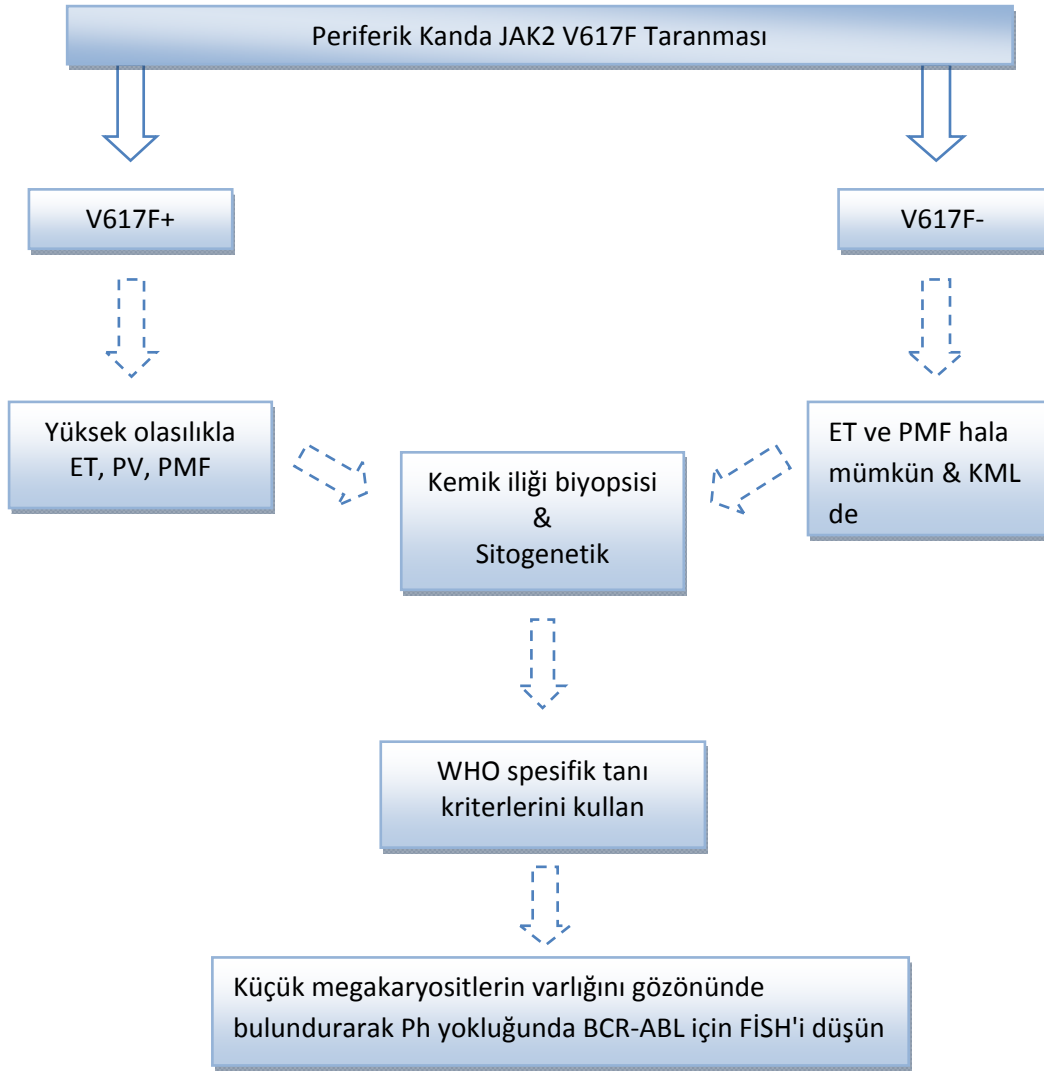 Periferik Kanda JAK2 V617F Taranması
V617F+
V617F-
Yüksek olasılıkla
ET, PV, PMF
ET ve PMF hala
mümkün & KML
de
Kemik iliği biyopsisi
&
Sitogenetik
WHO spesifik tanı
kriterlerini kullan
Küçük megakaryositlerin varlığını gözönünde
bulundurarak Ph yokluğunda BCR-ABL için FİSH'i düşün